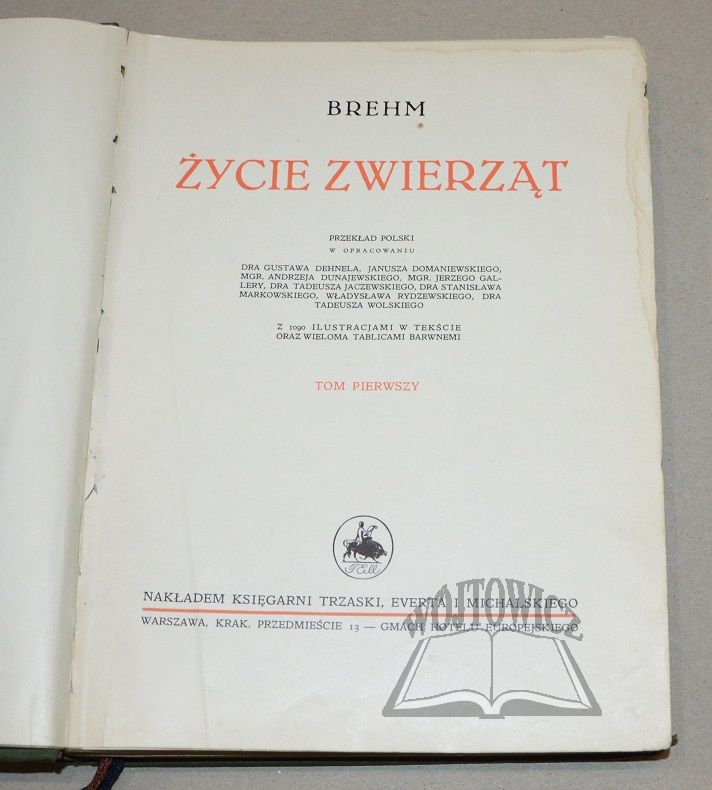 BREHM
ŻYCIE ZWIERZĄT
PRZEKŁAD POLSKI
W OPRACOWANIU
DRA GUSTAWA DEHNELA, JANUSZA DOMANIEWSKIEGO,
MGR. ANDRZEJA DUNAJEWSKIEGO, MGR. JERZEGO GAL-
LERY, DRA TADEUSZA JACZEWSKIEGO, DRA STANISŁAWA
MARKOWSKIEGO, WŁADYSŁAWA RYDZEWSKIEGO, DRA
TADEUSZA WOLSKIEGO
Z 1090 ILUSTRACJAMI W TEKŚCIE
ORAZ WIELOMA TABLICAMI BARWNEMI
TOM PIERWSZY
NAKŁADEM KSIĘGARNI TRZASKI, EVERTA I MICHALSKIEGO
WARSZAWA, KRAK. PRZEDMIEŚCIE 13 — GMACH HOTELU EUROPEJSKIEGO
WÓJTOWICZ